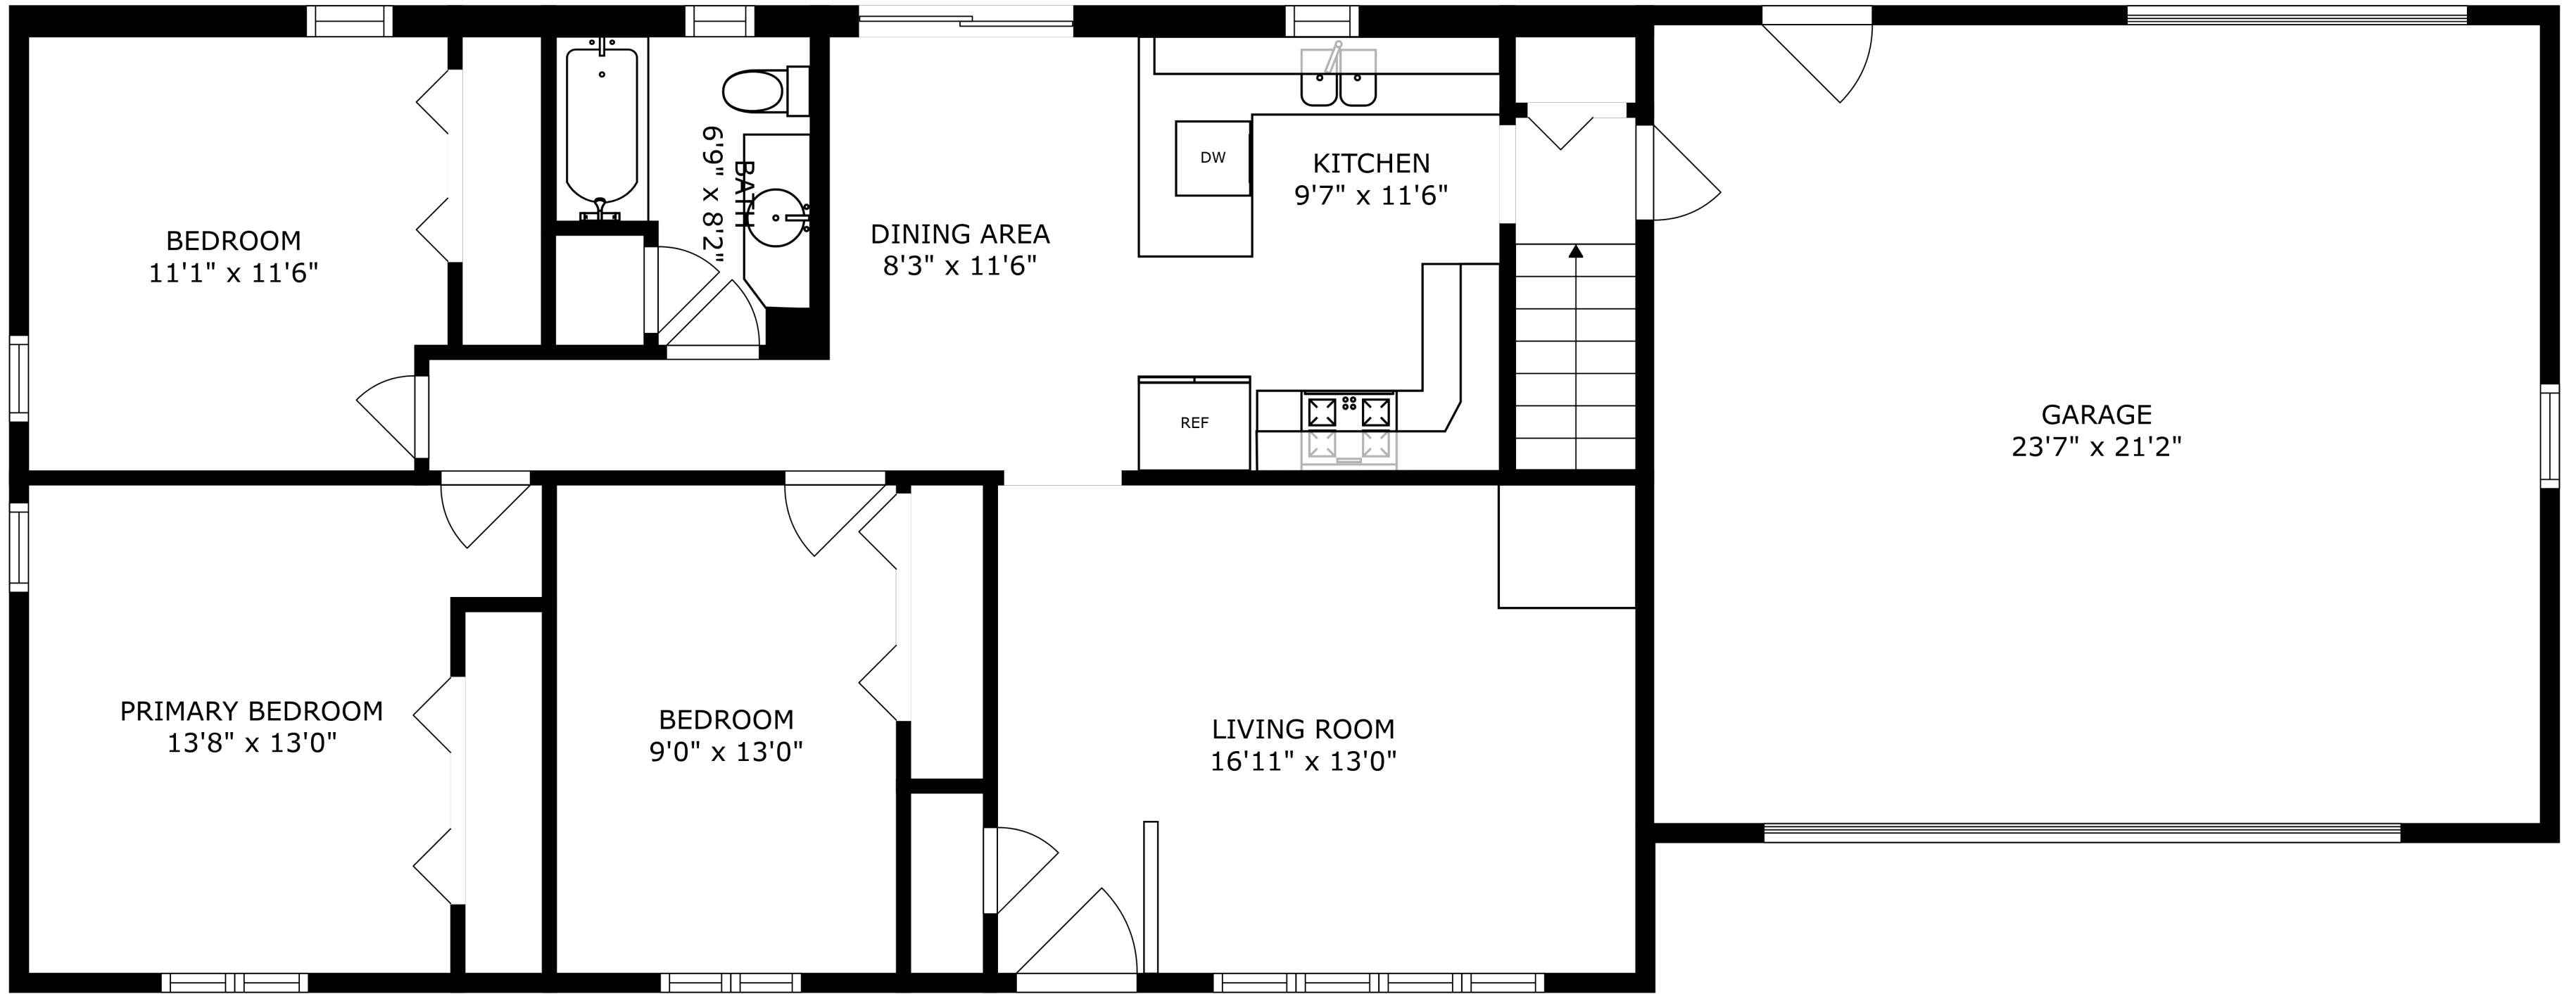 BEDROOM
11'1" x 11'6"
BATH
6'9" x 8'2"
DINING AREA
8'3" x 11'6"
DW
KITCHEN
9'7" x 11'6"
REF
GARAGE
23'7" x 21'2"
PRIMARY BEDROOM
13'8" x 13'0"
BEDROOM
9'0" x 13'0"
LIVING ROOM
16'11" x 13'0"